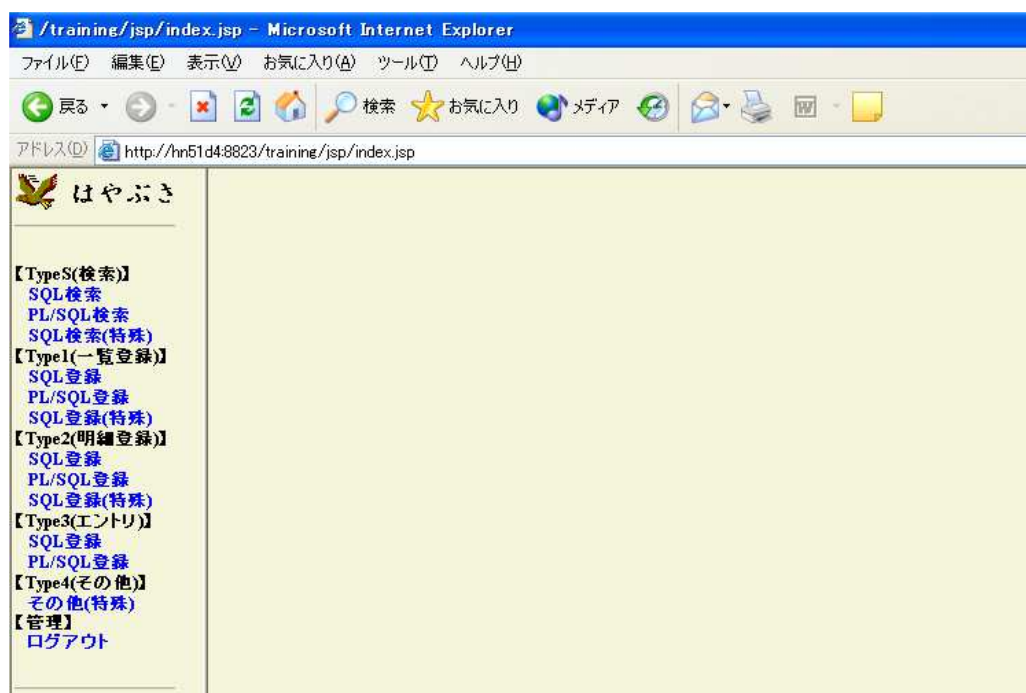 /training/jsp/index.jsp - Microsoft Internet Explorer
ファイル(F) 編集(E) 表示(V) お気に入り(A) ツール(T) ヘルプ(H)
戻る 検索 お気に入り メディア
アドレス(D) http://hn51d4:8823/training/jsp/index.jsp
はやぶさ
【TypeS(検索)】
SQL検索
PL/SQL検索
SQL検索(特殊)
【Type1(一覧登録)】
SQL登録
PL/SQL登録
SQL登録(特殊)
【Type2(明細登録)】
SQL登録
PL/SQL登録
SQL登録(特殊)
【Type3(エントリ)】
SQL登録
PL/SQL登録
【Type4(その他)】
その他(特殊)
【管理】
ログアウト